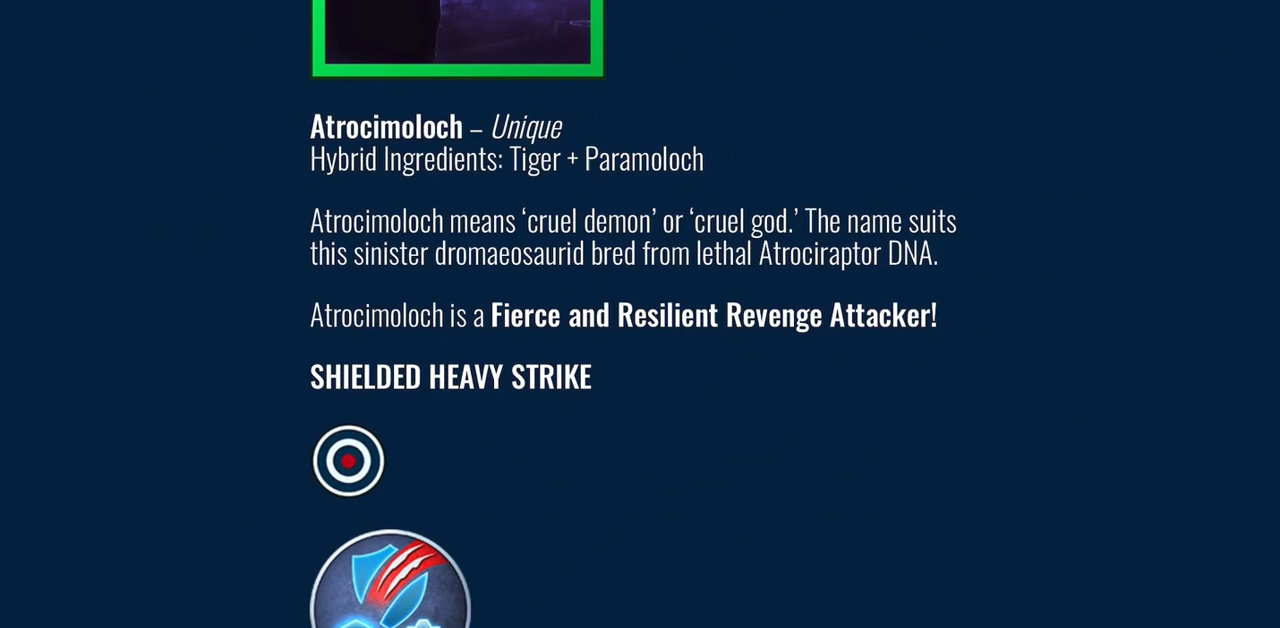 Atrocimoloch – Unique
Hybrid Ingredients: Tiger + Paramoloch
Atrocimoloch means ‘cruel demon’ or ‘cruel god.’ The name suits
this sinister dromaeosaurid bred from lethal Atrociraptor DNA.
Atrocimoloch is a Fierce and Resilient Revenge Attacker!
SHIELDED HEAVY STRIKE